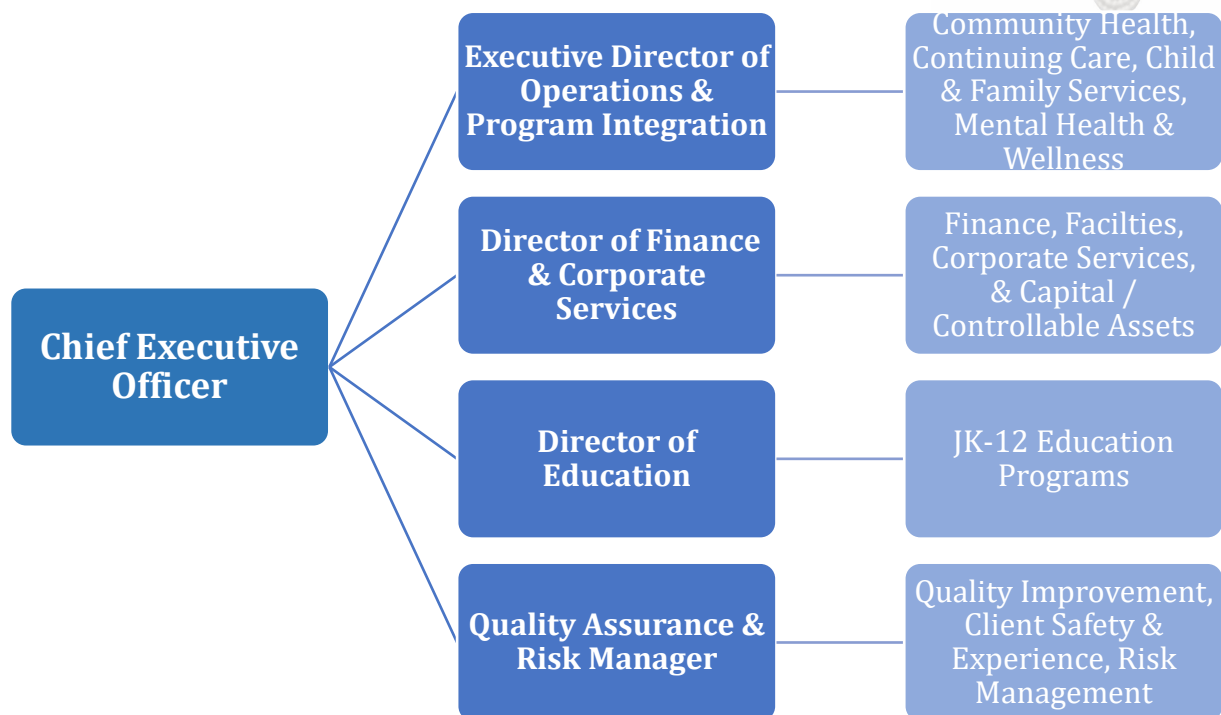 Chief Executive
Officer
Executive Director of
Operations &
Program Integration
Community Health,
Continuing Care, Child
& Family Services,
Mental Health &
Wellness
Director of Finance
& Corporate
Services
Finance, Facilties,
Corporate Services,
& Capital /
Controllable Assets
Director of
Education
JK-12 Education
Programs
Quality Assurance &
Risk Manager
Quality Improvement,
Client Safety &
Experience, Risk
Management